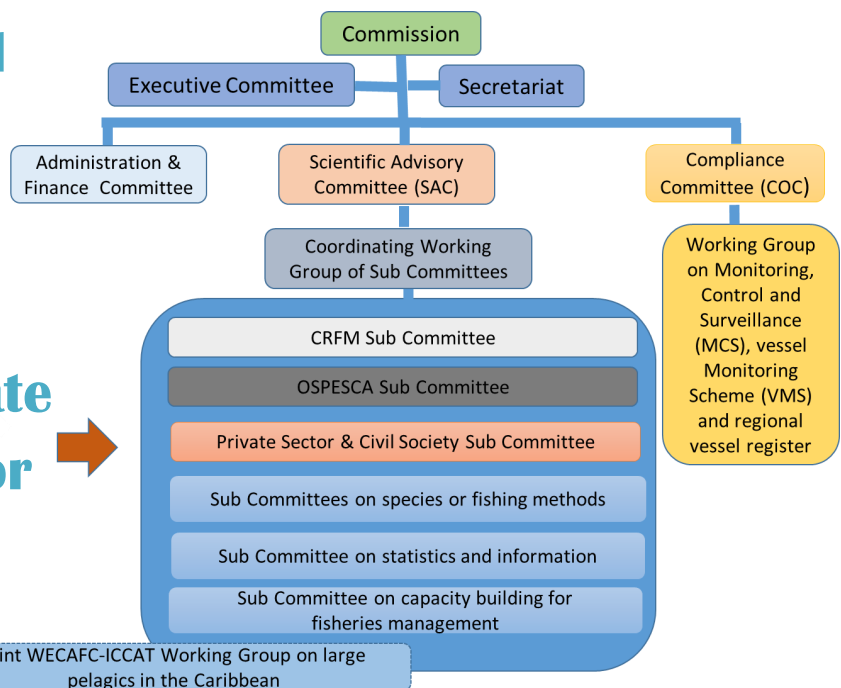 Commission
Executive Committee
Secretariat
Administration &
Finance Committee
Scientific Advisory
Committee (SAC)
Compliance
Committee (COC)
Coordinating Working
Group of Sub Committees
Working Group
on Monitoring,
Control and
Surveillance
(MCS), vessel
Monitoring
Scheme (VMS)
and regional
vessel register
CRFM Sub Committee
OSPESCA Sub Committee
Private Sector & Civil Society Sub Committee
Sub Committees on species or fishing methods
Sub Committee on statistics and information
Sub Committee on capacity building for
fisheries management
WECAFC-ICCAT Working Group on large
pelagics in the Caribbean